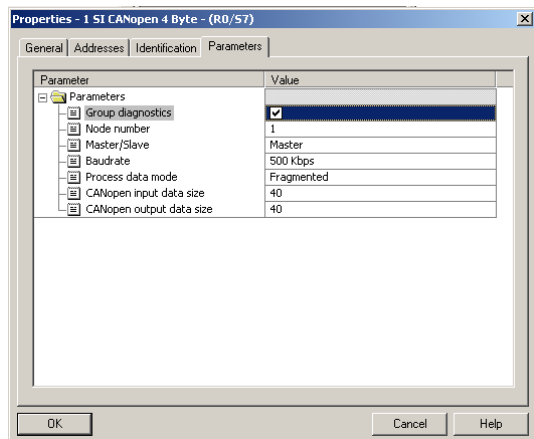 Properties - 1 SI CANopen 4 Byte - (R0/S7)
General Addresses Identification Parameters
Parameter Value
Parameters
Group diagnostics
Node number 1
Master/Slave Master
Baudrate 500 Kbps
Process data mode Fragmented
CANopen input data size 40
CANopen output data size 40
OK Cancel Help